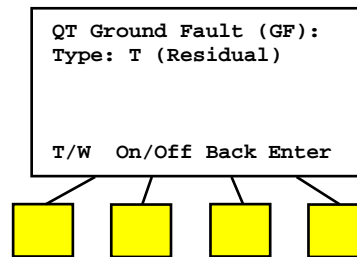 QT Ground Fault (GF):
Type: T (Residual)
T/W On/Off Back Enter